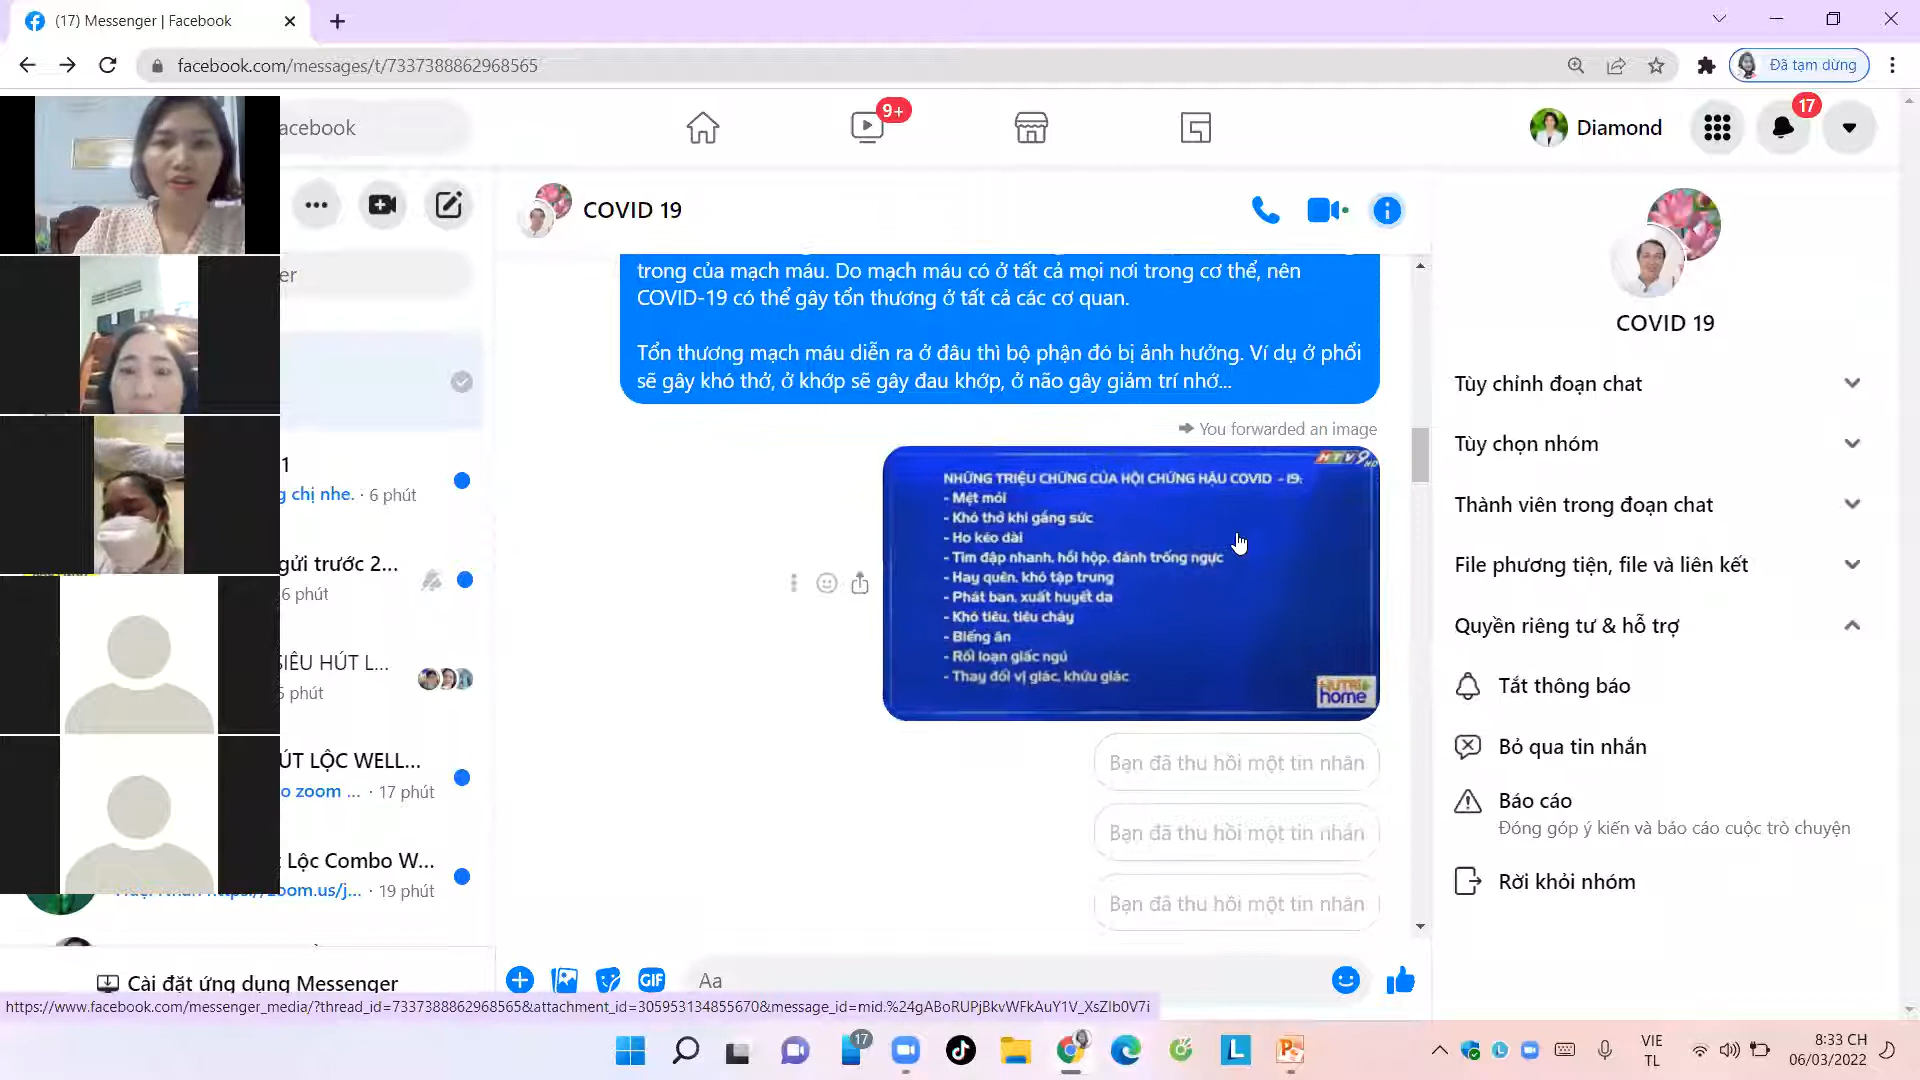 (17) Messenger | Facebook
facebook.com/messages/t/7337388862968565
Đã tạm dừng
acebook
9+
Diamond
17
er
COVID 19
trong của mạch máu. Do mạch máu có ở tất cả mọi nơi trong cơ thể, nên
COVID-19 có thể gây tổn thương ở tất cả các cơ quan.
Tổn thương mạch máu diễn ra ở đâu thì bộ phận đó bị ảnh hưởng. Ví dụ ở phổi
sẽ gây khó thở, ở khớp sẽ gây đau khớp, ở não gây giảm trí nhớ...
You forwarded an image
HTV9 HD
NHỮNG TRIỆU CHỨNG CỦA HỘI CHỨNG HẬU COVID - 19:
- Mệt mỏi
- Khó thở khi gắng sức
- Ho kéo dài
- Tim đập nhanh, hồi hộp, đánh trống ngực
- Hay quên, khó tập trung
- Phát ban, xuất huyết da
- Khó tiêu, tiêu chảy
- Biếng ăn
- Rối loạn giấc ngủ
- Thay đổi vị giác, khứu giác
NUTRI
home
Bạn đã thu hồi một tin nhắn
Bạn đã thu hồi một tin nhắn
Bạn đã thu hồi một tin nhắn
Aa
GIF
1
g chị nhe. · 6 phút
gửi trước 2...
6 phút
SIÊU HÚT L...
5 phút
ÚT LỘC WELL...
o zoom ... · 17 phút
Lộc Combo W...
https://zoom.us/j... · 19 phút
Cài đặt ứng dụng Messenger
COVID 19
Tùy chỉnh đoạn chat
Tùy chọn nhóm
Thành viên trong đoạn chat
File phương tiện, file và liên kết
Quyền riêng tư & hỗ trợ
Tắt thông báo
Bỏ qua tin nhắn
Báo cáo
Đóng góp ý kiến và báo cáo cuộc trò chuyện
Rời khỏi nhóm
https://www.facebook.com/messenger_media/?thread_id=7337388862968565&attachment_id=305953134855670&message_id=mid.%24gABoRUPjBkvWFkAuY1V_XsZIb0V7i
17
L
VIE
TL
8:33 CH
06/03/2022